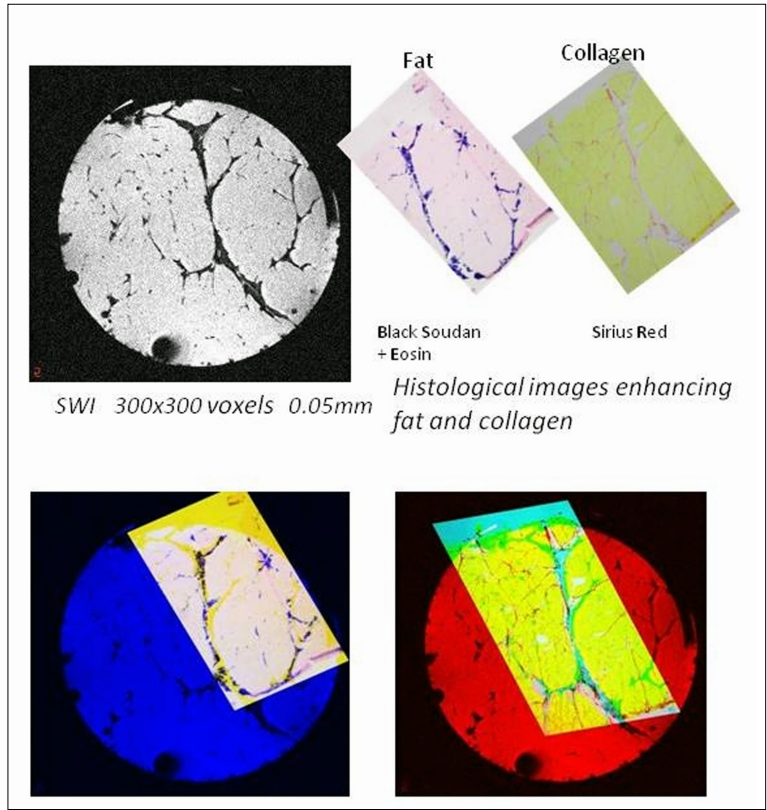 Fat
Collagen
Black Soudan
+ Eosin
Sirius Red
SWI 300x300 voxels 0.05mm
Histological images enhancing
fat and collagen